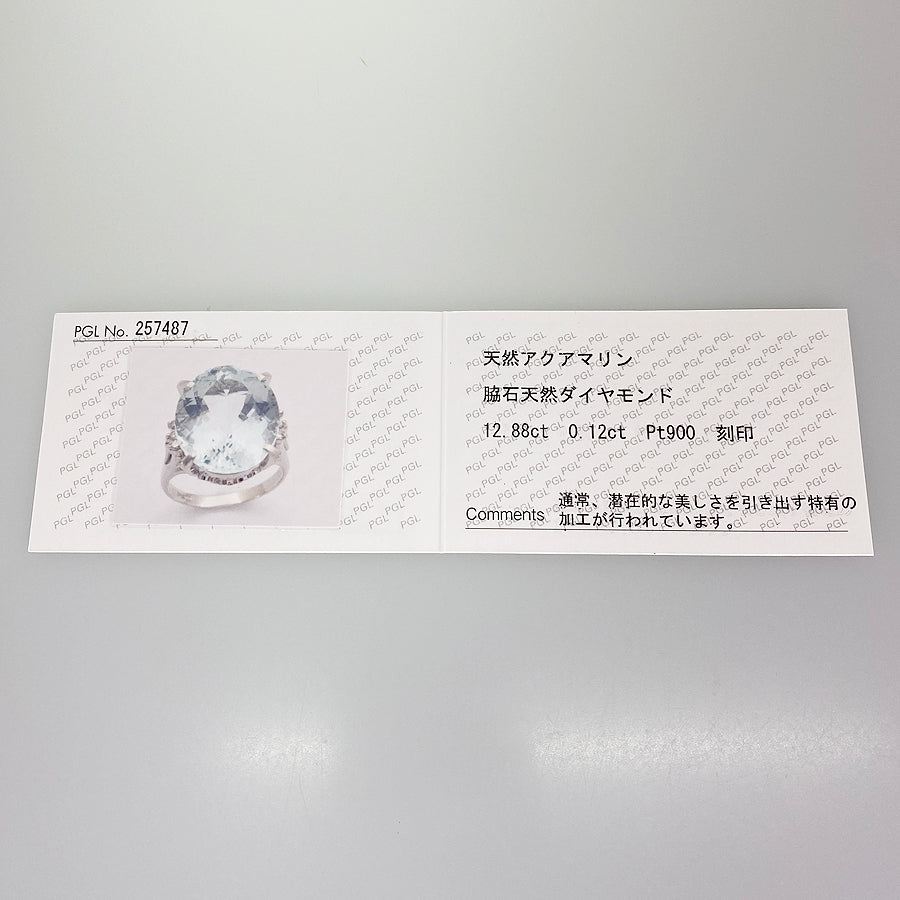 PGL No. 257487
天然アクアマリン
脇石天然ダイヤモンド
12.88ct 0.12ct Pt900 刻印
Comments 通常、潜在的な美しさを引き出す特有の
加工が行われています。